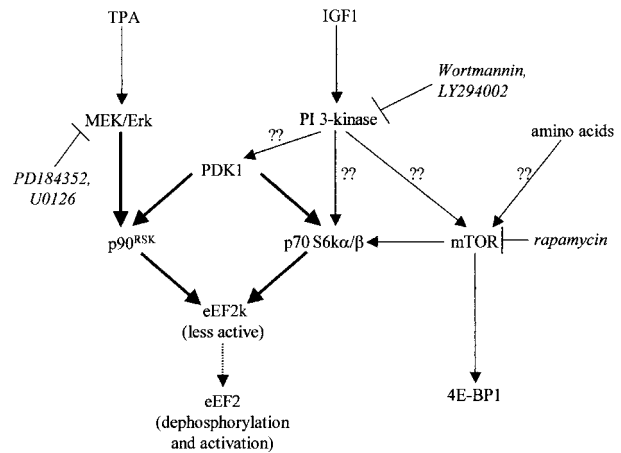 TPA
IGF1
Wortmannin,
LY294002
MEK/Erk
PI 3-kinase
amino acids
??
??
??
??
PD184352,
U0126
PDK1
p90RSK
p70 S6kα/β
mTOR
rapamycin
eEF2k
(less active)
4E-BP1
eEF2
(dephosphorylation
and activation)